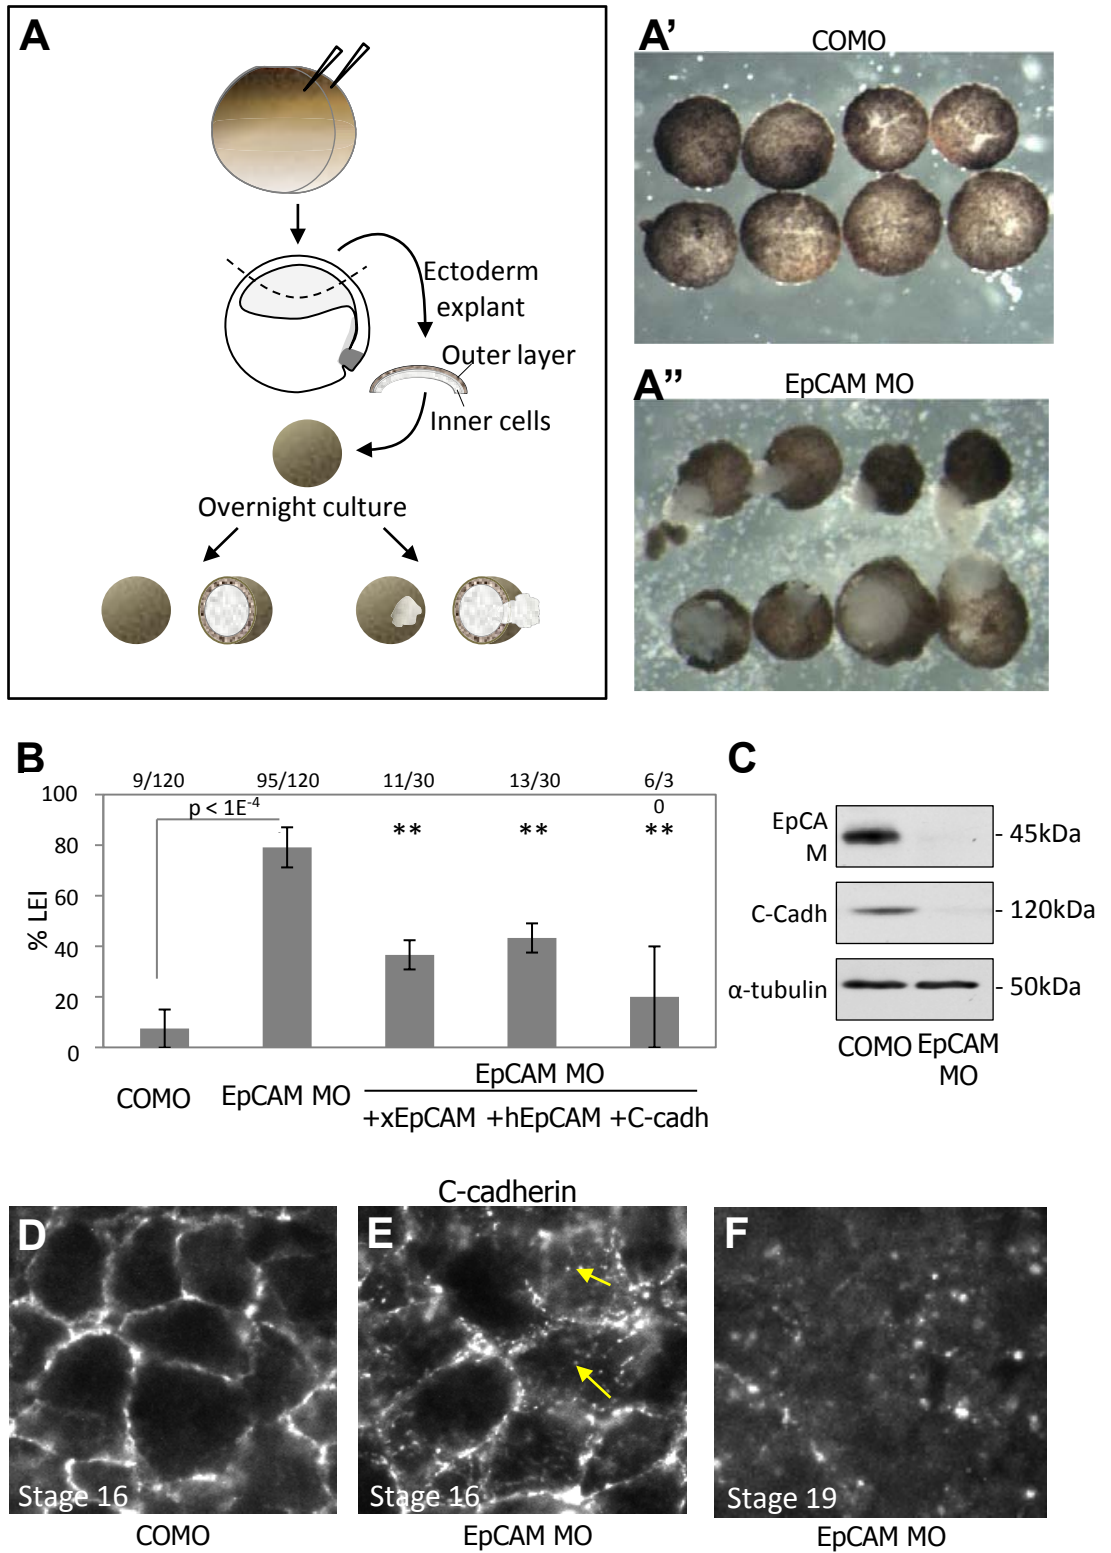 A
Ectoderm
explant
Outer layer
Inner cells
Overnight culture
A’
COMO
A’’
EpCAM MO
B
9/120
95/120
11/30
13/30
6/3
0
p < 1E-4
**
**
**
100
80
60
40
20
0
% LEI
COMO
EpCAM MO
EpCAM MO
+xEpCAM
+hEpCAM
+C-cadh
C
EpCA
M
- 45kDa
C-Cadh
- 120kDa
α-tubulin
- 50kDa
COMO
EpCAM
MO
C-cadherin
D
Stage 16
COMO
E
Stage 16
EpCAM MO
F
Stage 19
EpCAM MO